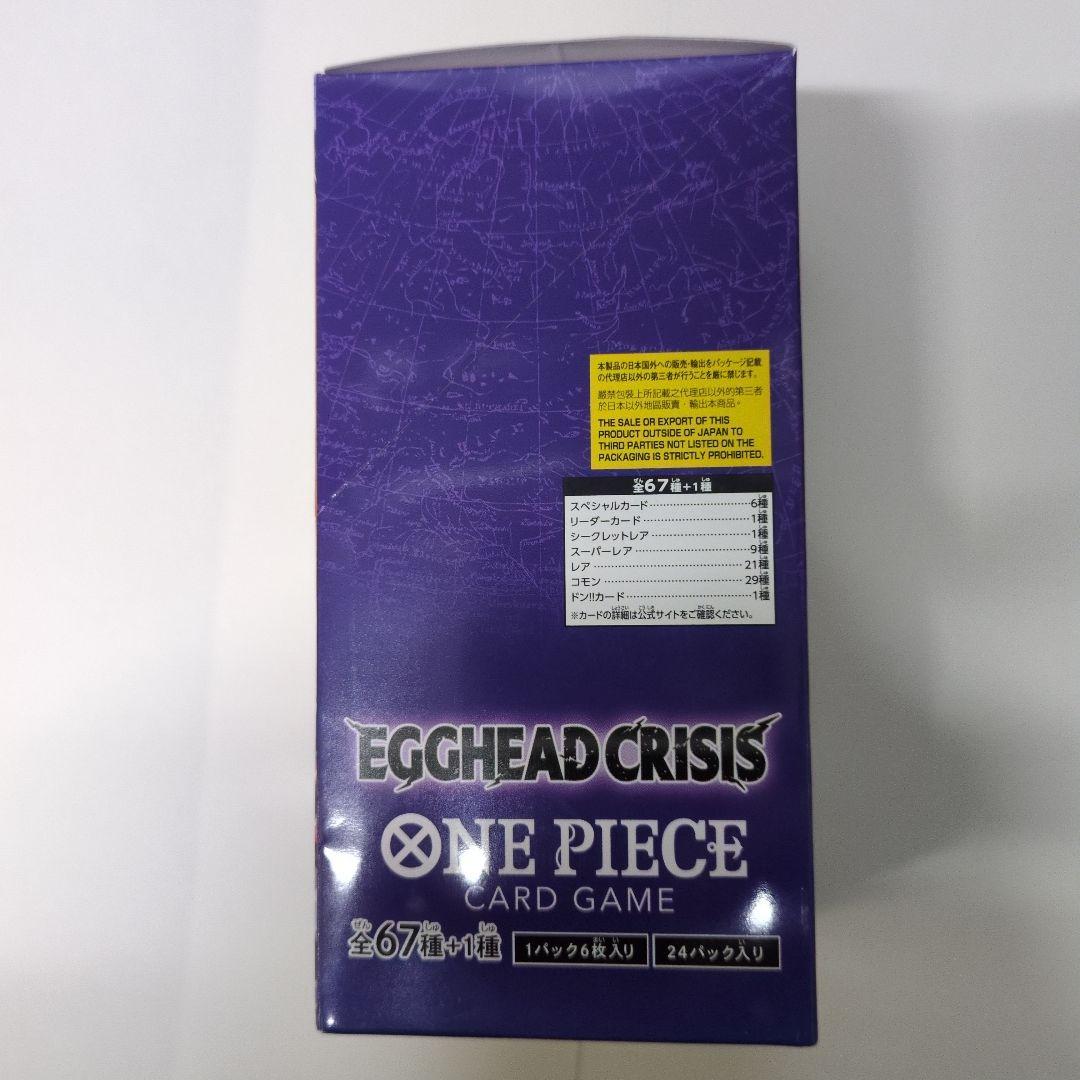 本製品の日本国外への販売・輸出をパッケージ記載
の代理店以外の第三者が行うことを厳に禁じます。
嚴禁包裝上所記載之代理店以外的第三者
於日本以外地區販賣・輸出本商品。
THE SALE OR EXPORT OF THIS
PRODUCT OUTSIDE OF JAPAN TO
THIRD PARTIES NOT LISTED ON THE
PACKAGING IS STRICTLY PROHIBITED.
全67種+1種
スペシャルカード 6種
リーダーカード 1種
シークレットレア 1種
スーパーレア 9種
レア 21種
コモン 29種
ドン!!カード 1種
※カードの詳細は公式サイトをご確認ください。
EGGHEAD CRISIS
ONE PIECE
CARD GAME
全67種+1種 1パック6枚入り 24パック入り